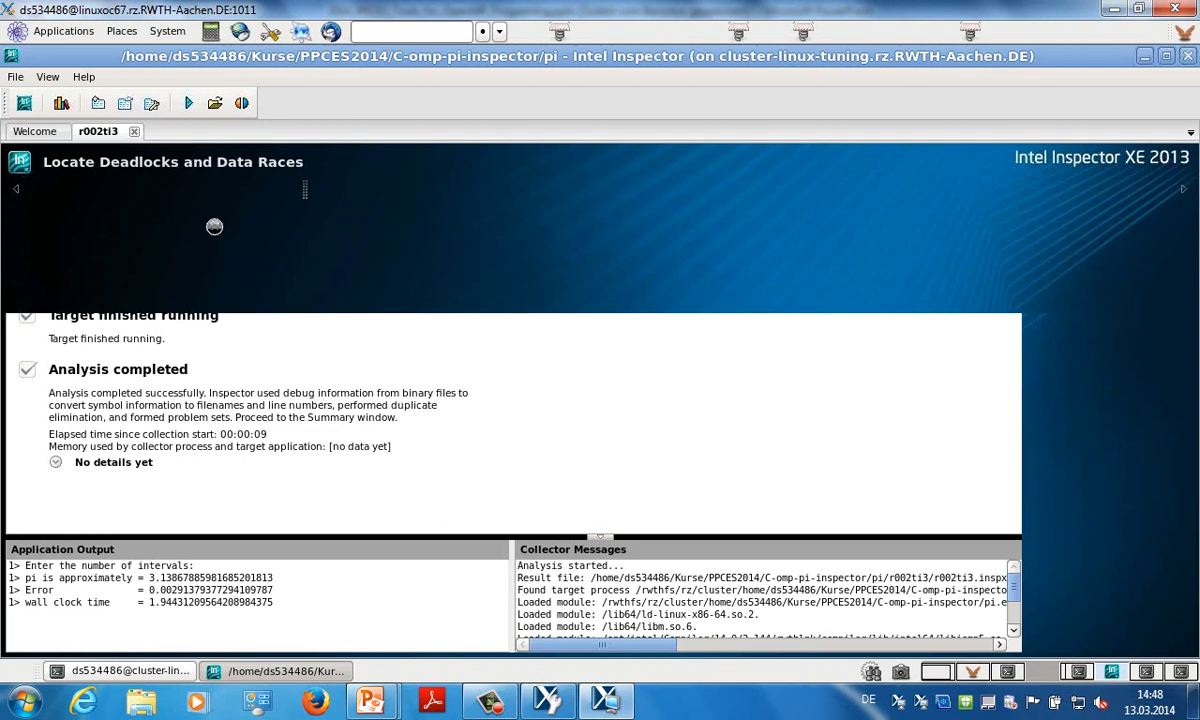 ds534486@linuxoc67.rz.RWTH-Aachen.DE:1011
Applications Places System
/home/ds534486/Kurse/PPCES2014/C-omp-pi-inspector/pi - Intel Inspector (on cluster-linux-tuning.rz.RWTH-Aachen.DE)
File View Help
Welcome r002ti3
Locate Deadlocks and Data Races
Intel Inspector XE 2013
Target finished running
Target finished running.
Analysis completed
Analysis completed successfully. Inspector used debug information from binary files to
convert symbol information to filenames and line numbers, performed duplicate
elimination, and formed problem sets. Proceed to the Summary window.
Elapsed time since collection start: 00:00:09
Memory used by collector process and target application: [no data yet]
No details yet
Application Output
1> Enter the number of intervals:
1> pi is approximately = 3.13867885981685201813
1> Error = 0.00291379377294109787
1> wall clock time = 1.94431209564208984375
Collector Messages
Analysis started...
Result file: /home/ds534486/Kurse/PPCES2014/C-omp-pi-inspector/pi/r002ti3/r002ti3.inspx
Found target process /rwthfs/rz/cluster/home/ds534486/Kurse/PPCES2014/C-omp-pi-inspecto
Loaded module: /rwthfs/rz/cluster/home/ds534486/Kurse/PPCES2014/C-omp-pi-inspector/pi.e
Loaded module: /lib64/ld-linux-x86-64.so.2.
Loaded module: /lib64/libm.so.6.
ds534486@cluster-lin...
/home/ds534486/Kur...
DE
14:48
13.03.2014